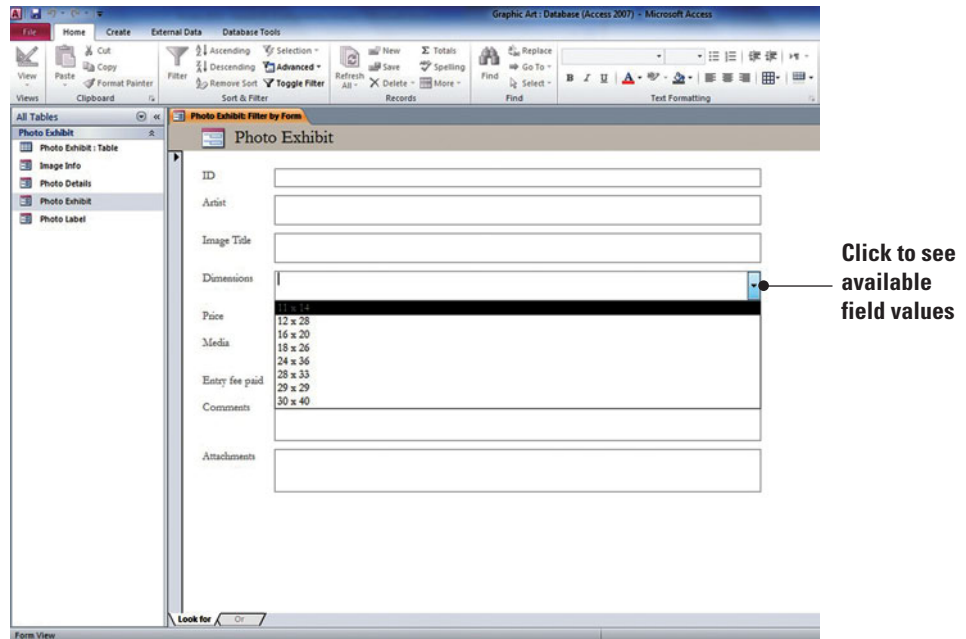 Graphic Art : Database (Access 2007) - Microsoft Access
File Home Create External Data Database Tools
View
Views
Paste
Cut
Copy
Format Painter
Clipboard
Filter
Ascending
Descending
Remove Sort
Selection
Advanced
Toggle Filter
Sort & Filter
Refresh All
New
Save
Delete
Totals
Spelling
More
Records
Find
Replace
Go To
Select
Find
B I U A
Text Formatting
All Tables
Photo Exhibit
Photo Exhibit : Table
Image Info
Photo Details
Photo Exhibit
Photo Label
Photo Exhibit: Filter by Form
Photo Exhibit
ID
Artist
Image Title
Dimensions
11 x 14
12 x 28
16 x 20
18 x 26
24 x 36
28 x 33
29 x 29
30 x 40
Price
Media
Entry fee paid
Comments
Attachments
Look for Or
Form View
Click to see
available
field values